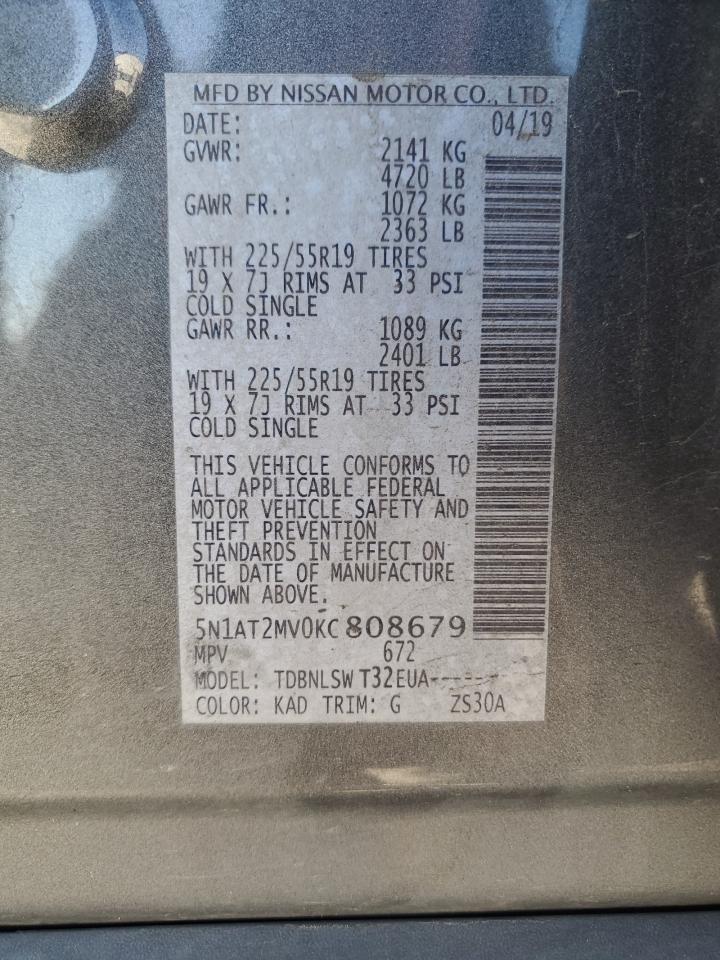 MFD BY NISSAN MOTOR CO., LTD.
DATE: 04/19
GVWR: 2141 KG
4720 LB
GAWR FR.: 1072 KG
2363 LB
WITH 225/55R19 TIRES
19 X 7J RIMS AT 33 PSI
COLD SINGLE
GAWR RR.: 1089 KG
2401 LB
WITH 225/55R19 TIRES
19 X 7J RIMS AT 33 PSI
COLD SINGLE
THIS VEHICLE CONFORMS TO
ALL APPLICABLE FEDERAL
MOTOR VEHICLE SAFETY AND
THEFT PREVENTION
STANDARDS IN EFFECT ON
THE DATE OF MANUFACTURE
SHOWN ABOVE.
5N1AT2MV0KC808679
MPV 672
MODEL: TDBNLSW T32EUA-----
COLOR: KAD TRIM: G ZS30A